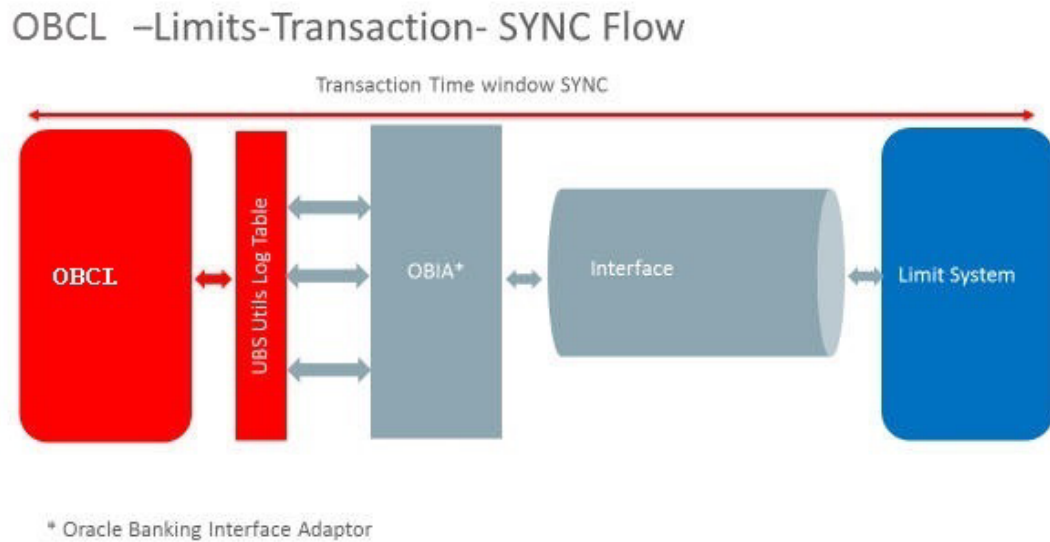 OBCL –Limits-Transaction- SYNC Flow
Transaction Time window SYNC
OBCL
UBS Utils Log Table
OBIA*
Interface
Limit System
* Oracle Banking Interface Adaptor